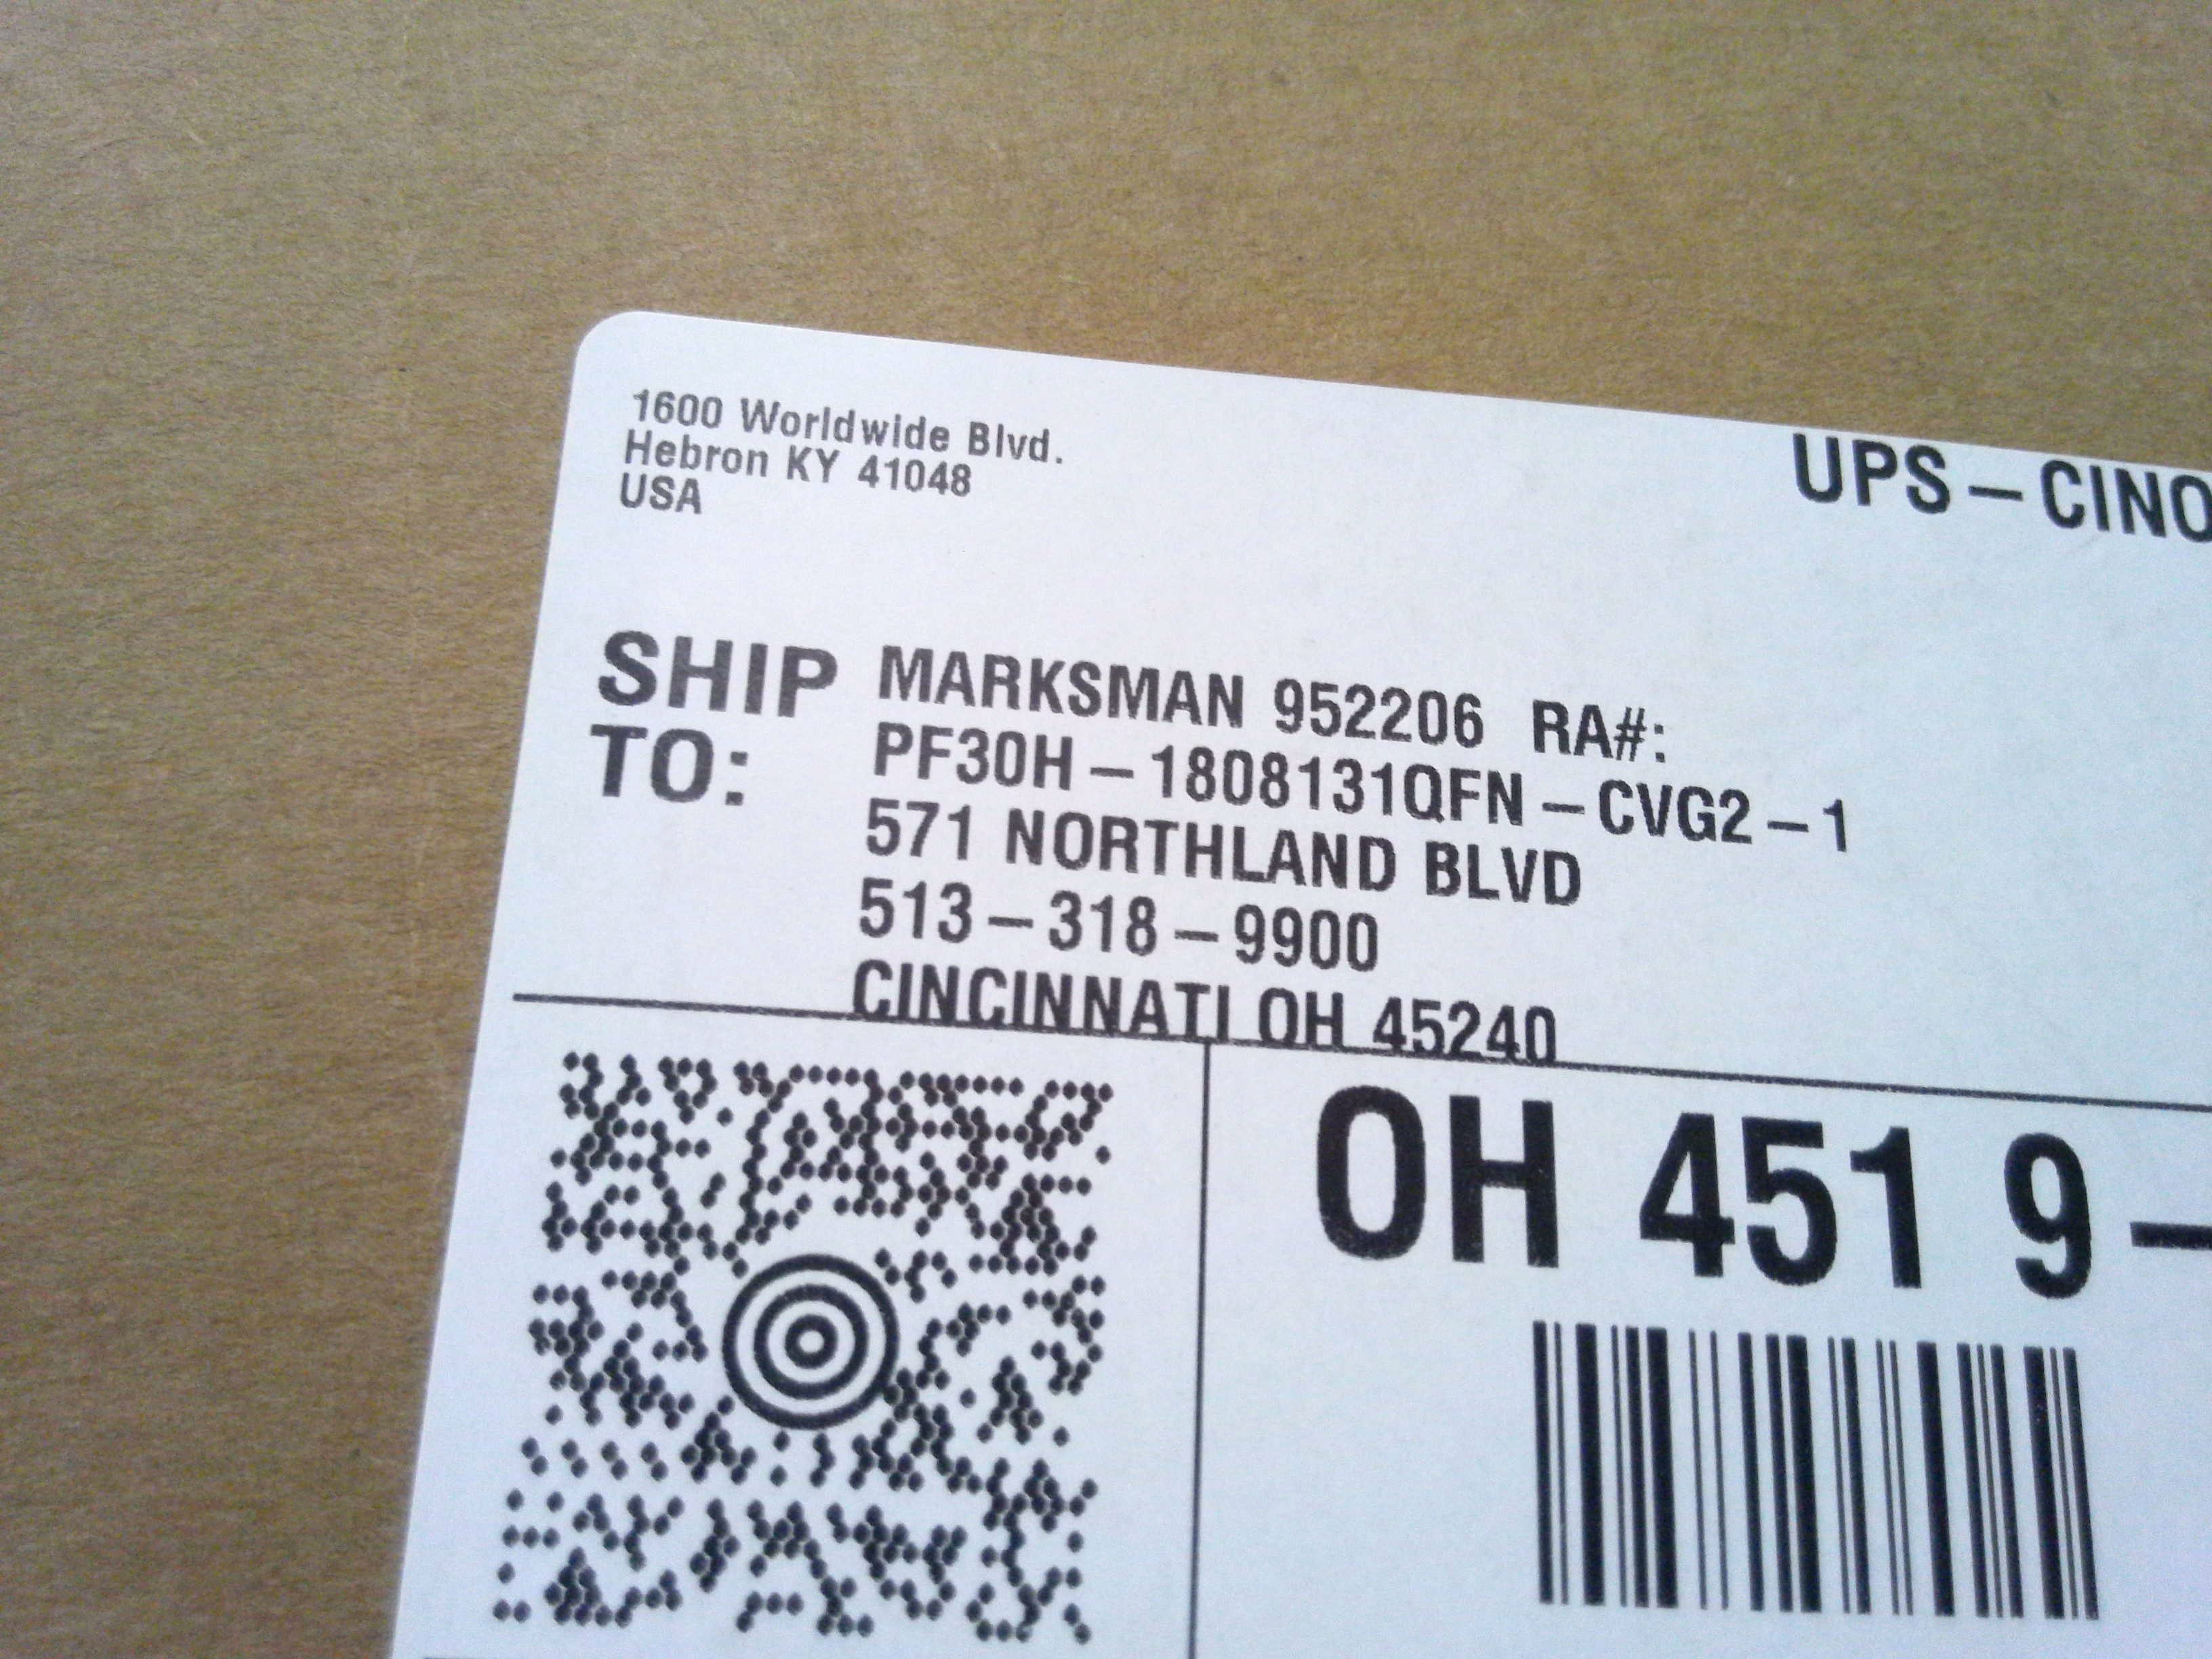 1600 Worldwide Blvd.
Hebron KY 41048
USA
UPS-CINO
SHIP TO:
MARKSMAN 952206 RA#:
PF30H-1808131QFN-CVG2-1
571 NORTHLAND BLVD
513-318-9900
CINCINNATI OH 45240
OH 451 9-